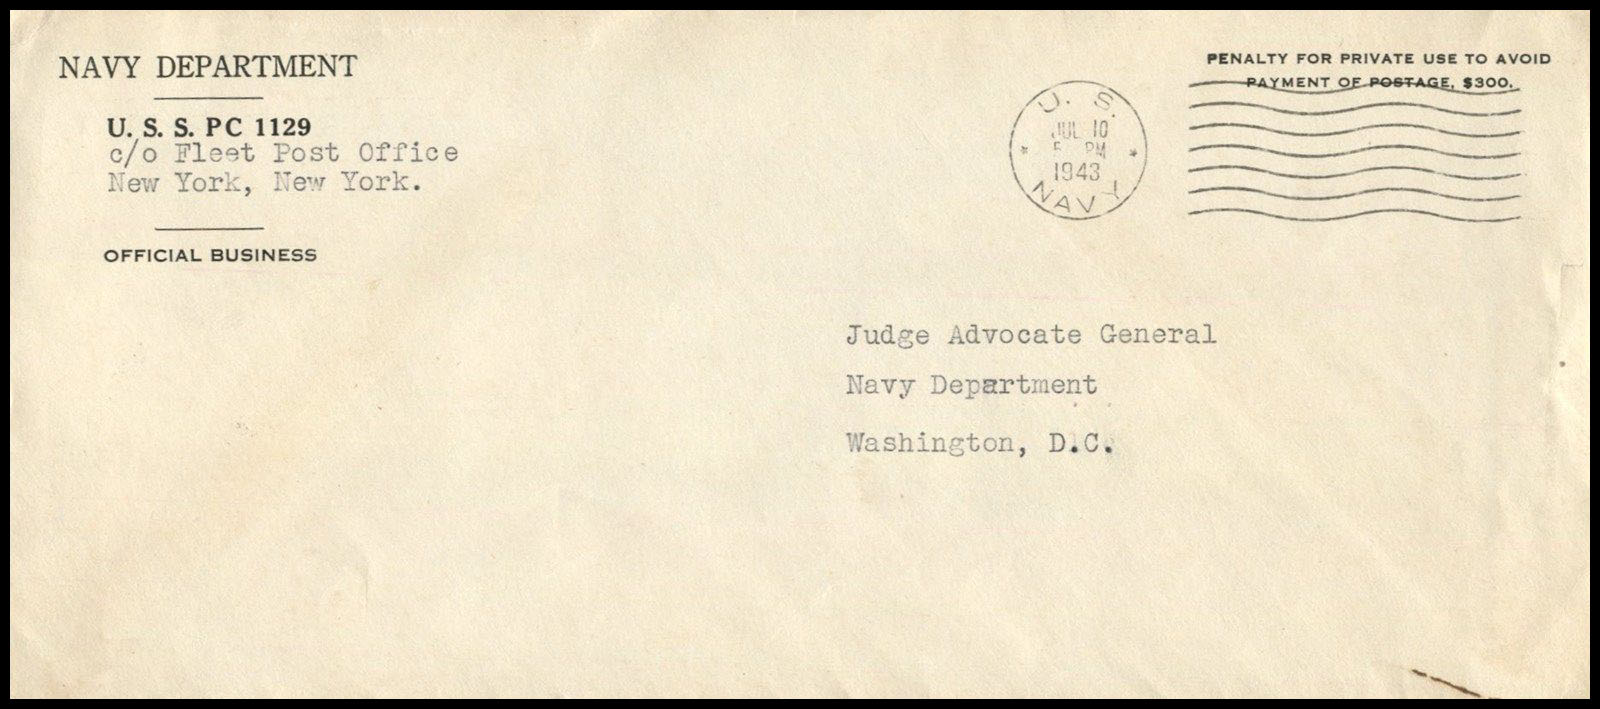 NAVY DEPARTMENT
U. S. S. PC 1129
c/o Fleet Post Office
New York, New York.
OFFICIAL BUSINESS
U. S.
JUL 10
PM
1943
NAVY
PENALTY FOR PRIVATE USE TO AVOID
PAYMENT OF POSTAGE, $300.
Judge Advocate General
Navy Department
Washington, D.C.